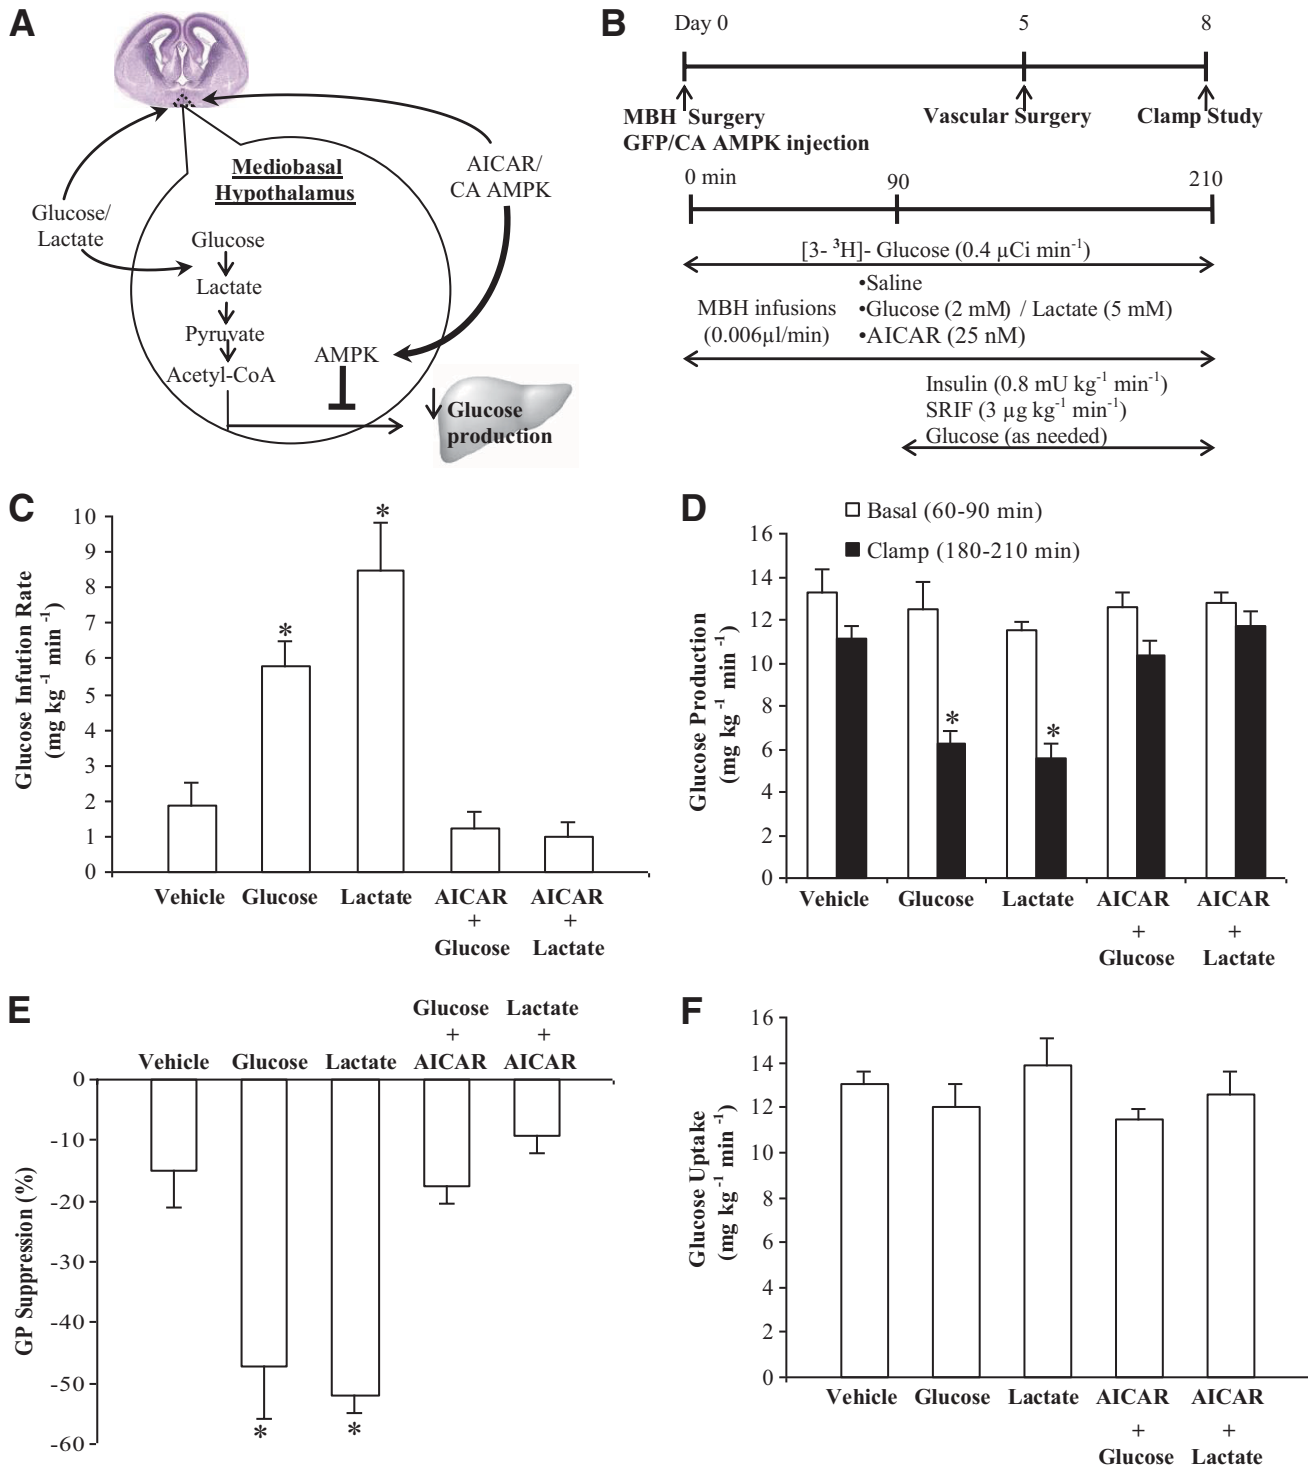 A
Mediobasal
Hypothalamus
AICAR/
CA AMPK
Glucose/
Lactate
Glucose
Lactate
Pyruvate
Acetyl-CoA
AMPK
Glucose
production
B
Day 0
5
8
MBH Surgery
GFP/CA AMPK injection
Vascular Surgery
Clamp Study
0 min
90
210
[3- ³H]- Glucose (0.4 µCi min⁻¹)
MBH infusions
(0.006µl/min)
•Saline
•Glucose (2 mM) / Lactate (5 mM)
•AICAR (25 nM)
Insulin (0.8 mU kg⁻¹ min⁻¹)
SRIF (3 µg kg⁻¹ min⁻¹)
Glucose (as needed)
C
Glucose Infution Rate
(mg kg ⁻¹ min ⁻¹)
10
9
8
7
6
5
4
3
2
1
0
*
*
Vehicle
Glucose
Lactate
AICAR
+
Glucose
AICAR
+
Lactate
D
Basal (60-90 min)
Clamp (180-210 min)
Glucose Production
(mg kg ⁻¹ min ⁻¹)
16
14
12
10
8
6
4
2
0
*
*
Vehicle
Glucose
Lactate
AICAR
+
Glucose
AICAR
+
Lactate
E
Vehicle
Glucose
Lactate
Glucose
+
AICAR
Lactate
+
AICAR
GP Suppression (%)
0
-10
-20
-30
-40
-50
-60
*
*
F
Glucose Uptake
(mg kg ⁻¹ min ⁻¹)
16
14
12
10
8
6
4
2
0
Vehicle
Glucose
Lactate
AICAR
+
Glucose
AICAR
+
Lactate